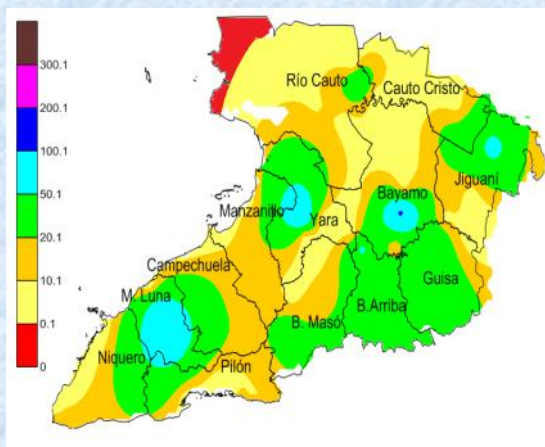 300.1
200.1
100.1
50.1
20.1
10.1
0.1
0
Río Cauto
Cauto Cristo
Jiguaní
Bayamo
Manzanillo
Yara
Campechuela
Guisa
M. Luna
B.Arriba
B. Masó
Niquero
Pilón